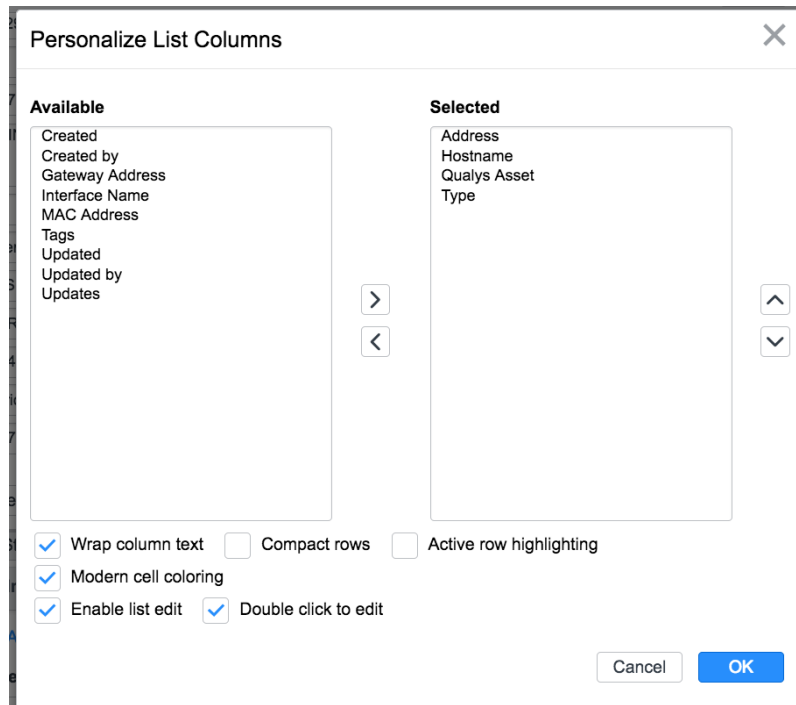 Personalize List Columns
Available
Created
Created by
Gateway Address
Interface Name
MAC Address
Tags
Updated
Updated by
Updates
Selected
Address
Hostname
Qualys Asset
Type
Wrap column text Compact rows Active row highlighting
Modern cell coloring
Enable list edit Double click to edit
Cancel OK